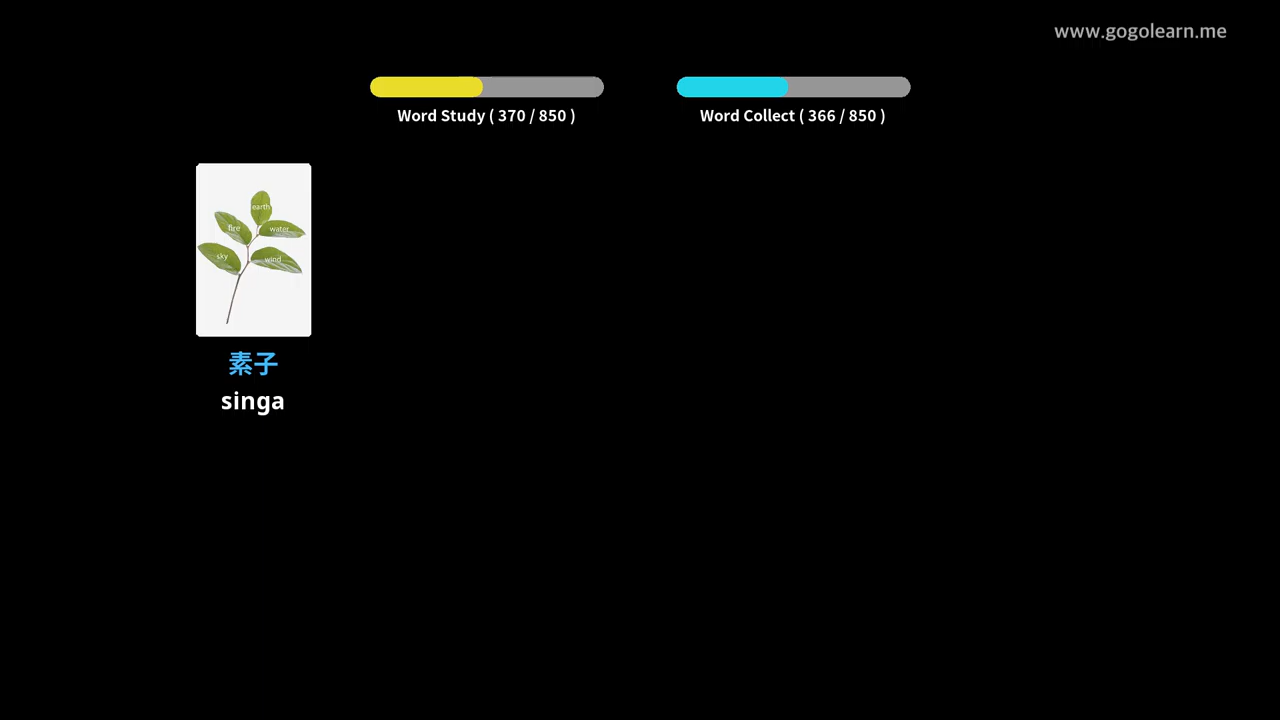 www.gogolearn.me
Word Study ( 370 / 850 )
Word Collect ( 366 / 850 )
earth
fire
water
sky
wind
素子
singa